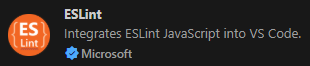 ES
Lint
ESLint
Integrates ESLint JavaScript into VS Code.
Microsoft